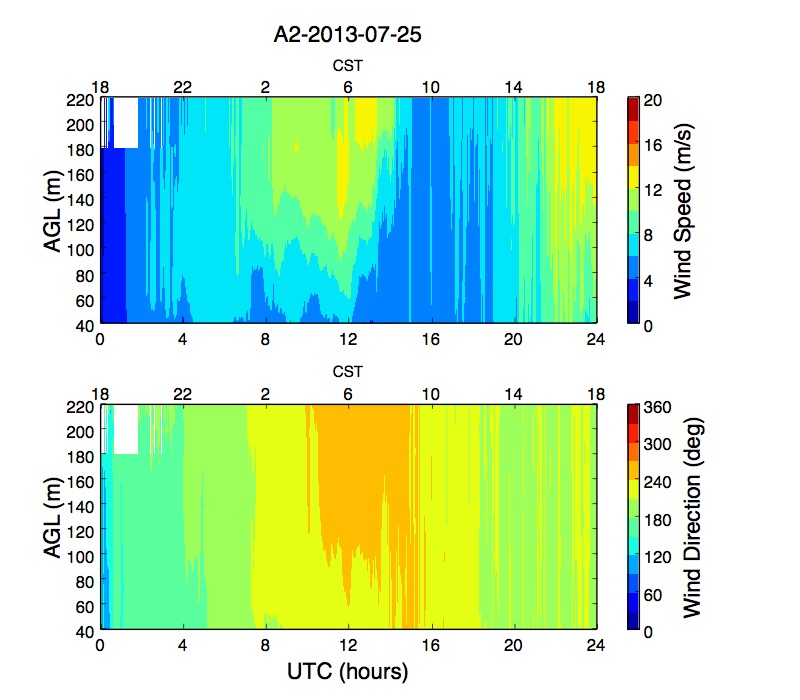 A2-2013-07-25
CST
18 22 2 6 10 14 18
220
200
180
160
140
120
100
80
60
40
AGL (m)
0 4 8 12 16 20 24
20
16
12
8
4
0
Wind Speed (m/s)
CST
18 22 2 6 10 14 18
220
200
180
160
140
120
100
80
60
40
AGL (m)
0 4 8 12 16 20 24
UTC (hours)
360
300
240
180
120
60
0
Wind Direction (deg)